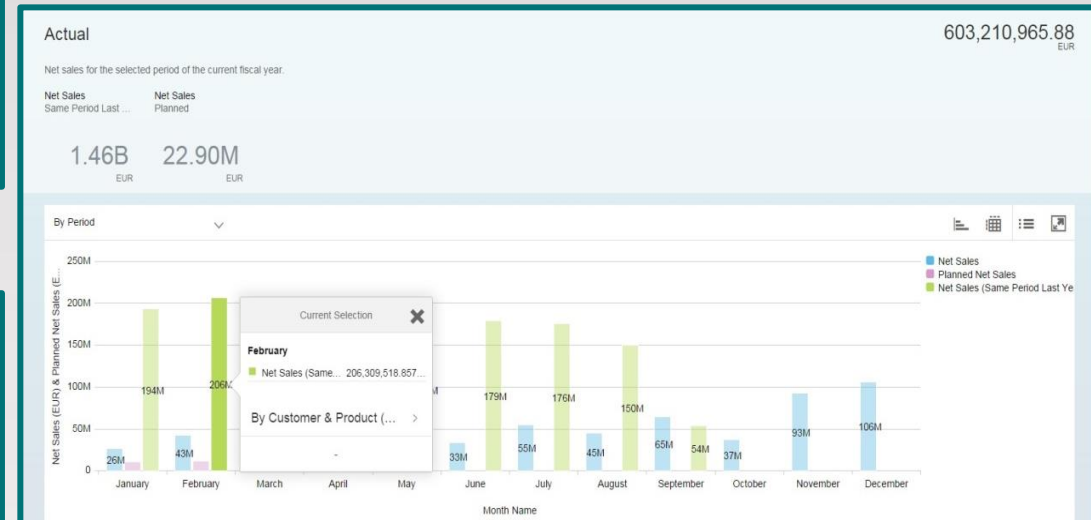 Actual
603,210,965.88
EUR
Net sales for the selected period of the current fiscal year.
Net Sales
Same Period Last ...
Net Sales
Planned
1.46B
EUR
22.90M
EUR
By Period
Net Sales
Planned Net Sales
Net Sales (Same Period Last Ye
Net Sales (EUR) & Planned Net Sales (E...
250M
200M
150M
100M
50M
0
26M
194M
43M
206M
Current Selection
February
Net Sales (Same... 206,309,518.857...
By Customer & Product (...
-
33M
179M
55M
176M
45M
150M
65M
54M
37M
93M
106M
January
February
March
April
May
June
July
August
September
October
November
December
Month Name